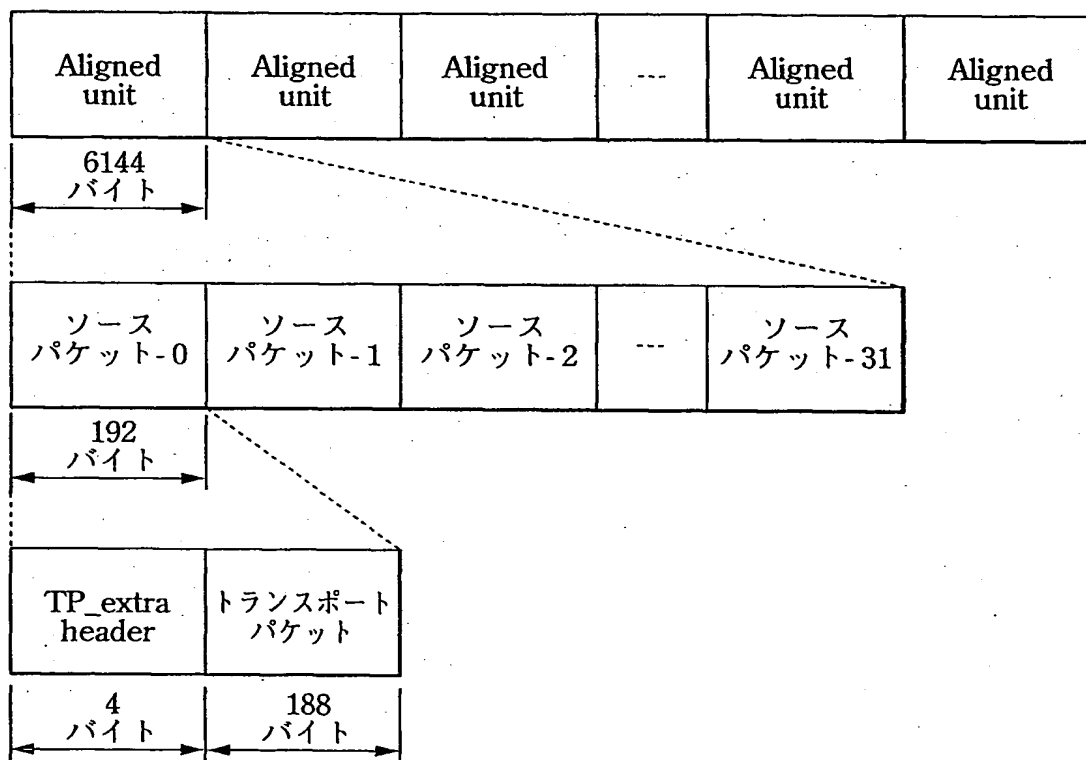 Aligned unit
Aligned unit
Aligned unit
---
Aligned unit
Aligned unit
6144
バイト
ソース
パケット-0
ソース
パケット-1
ソース
パケット-2
---
ソース
パケット-31
192
バイト
TP_extra
header
トランスポート
パケット
4
バイト
188
バイト